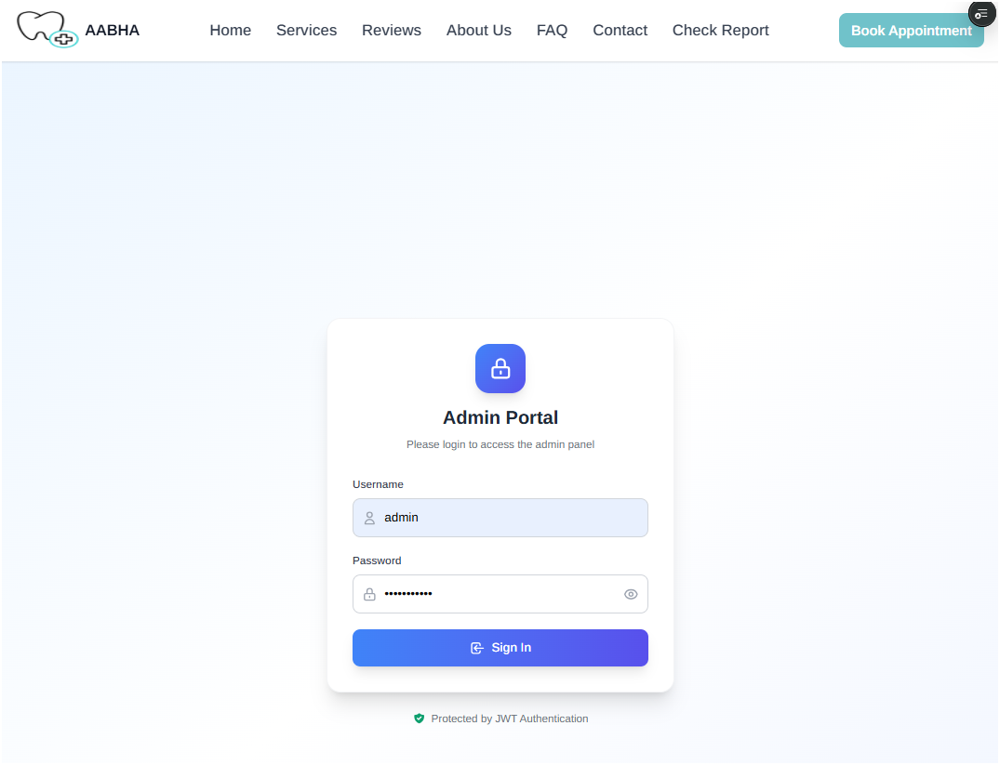 AABHA
Home Services Reviews About Us FAQ Contact Check Report
Book Appointment
Admin Portal
Please login to access the admin panel
Username
admin
Password
•••••••••••
Sign In
Protected by JWT Authentication